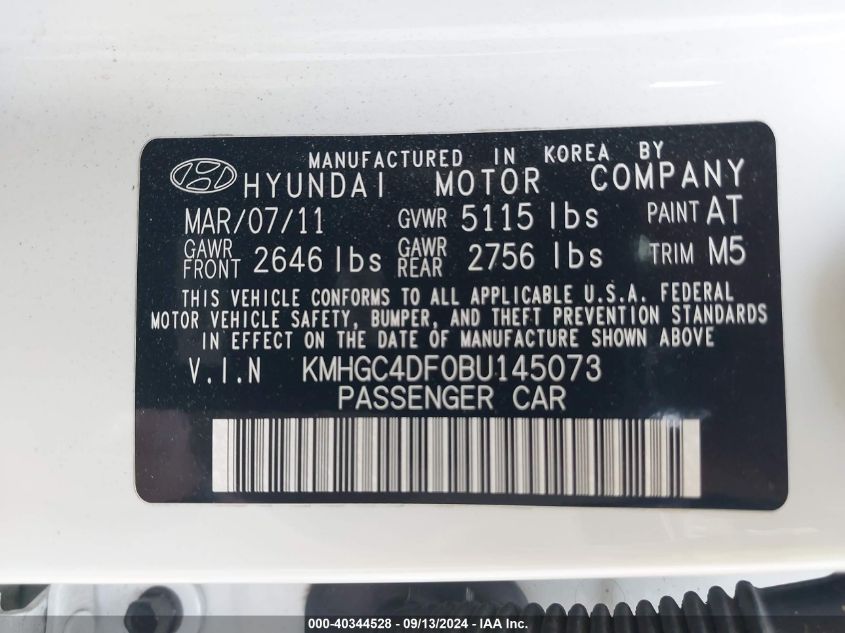 MANUFACTURED IN KOREA BY
HYUNDAI MOTOR COMPANY
MAR/07/11 GVWR 5115 lbs PAINT AT
GAWR FRONT 2646 lbs GAWR REAR 2756 lbs TRIM M5
THIS VEHICLE CONFORMS TO ALL APPLICABLE U.S.A. FEDERAL
MOTOR VEHICLE SAFETY, BUMPER, AND THEFT PREVENTION STANDARDS
IN EFFECT ON THE DATE OF MANUFACTURE SHOWN ABOVE
V.I.N KMHGC4DF0BU145073
PASSENGER CAR
000-40344528 - 09/13/2024 - IAA Inc.